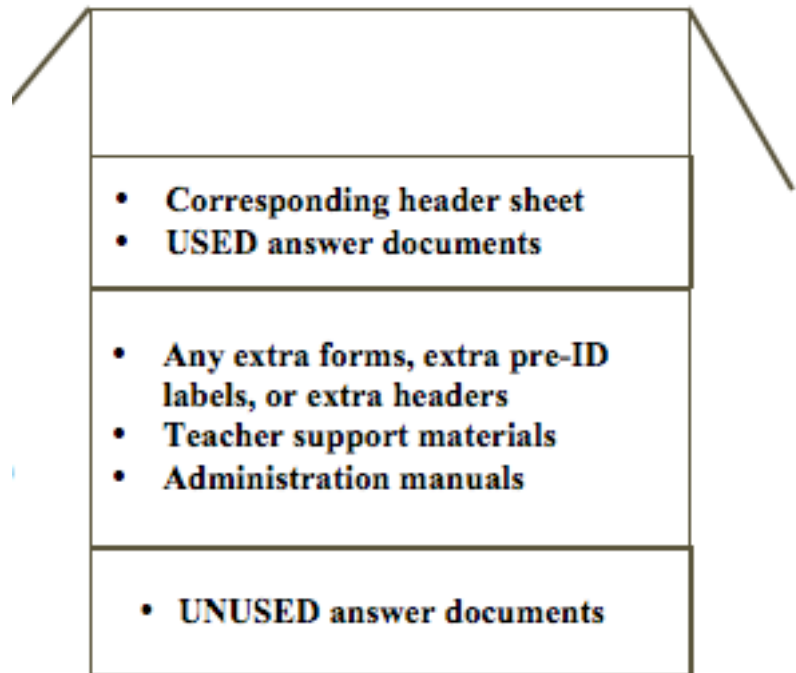 • Corresponding header sheet
• USED answer documents
• Any extra forms, extra pre-ID
labels, or extra headers
• Teacher support materials
• Administration manuals
• UNUSED answer documents